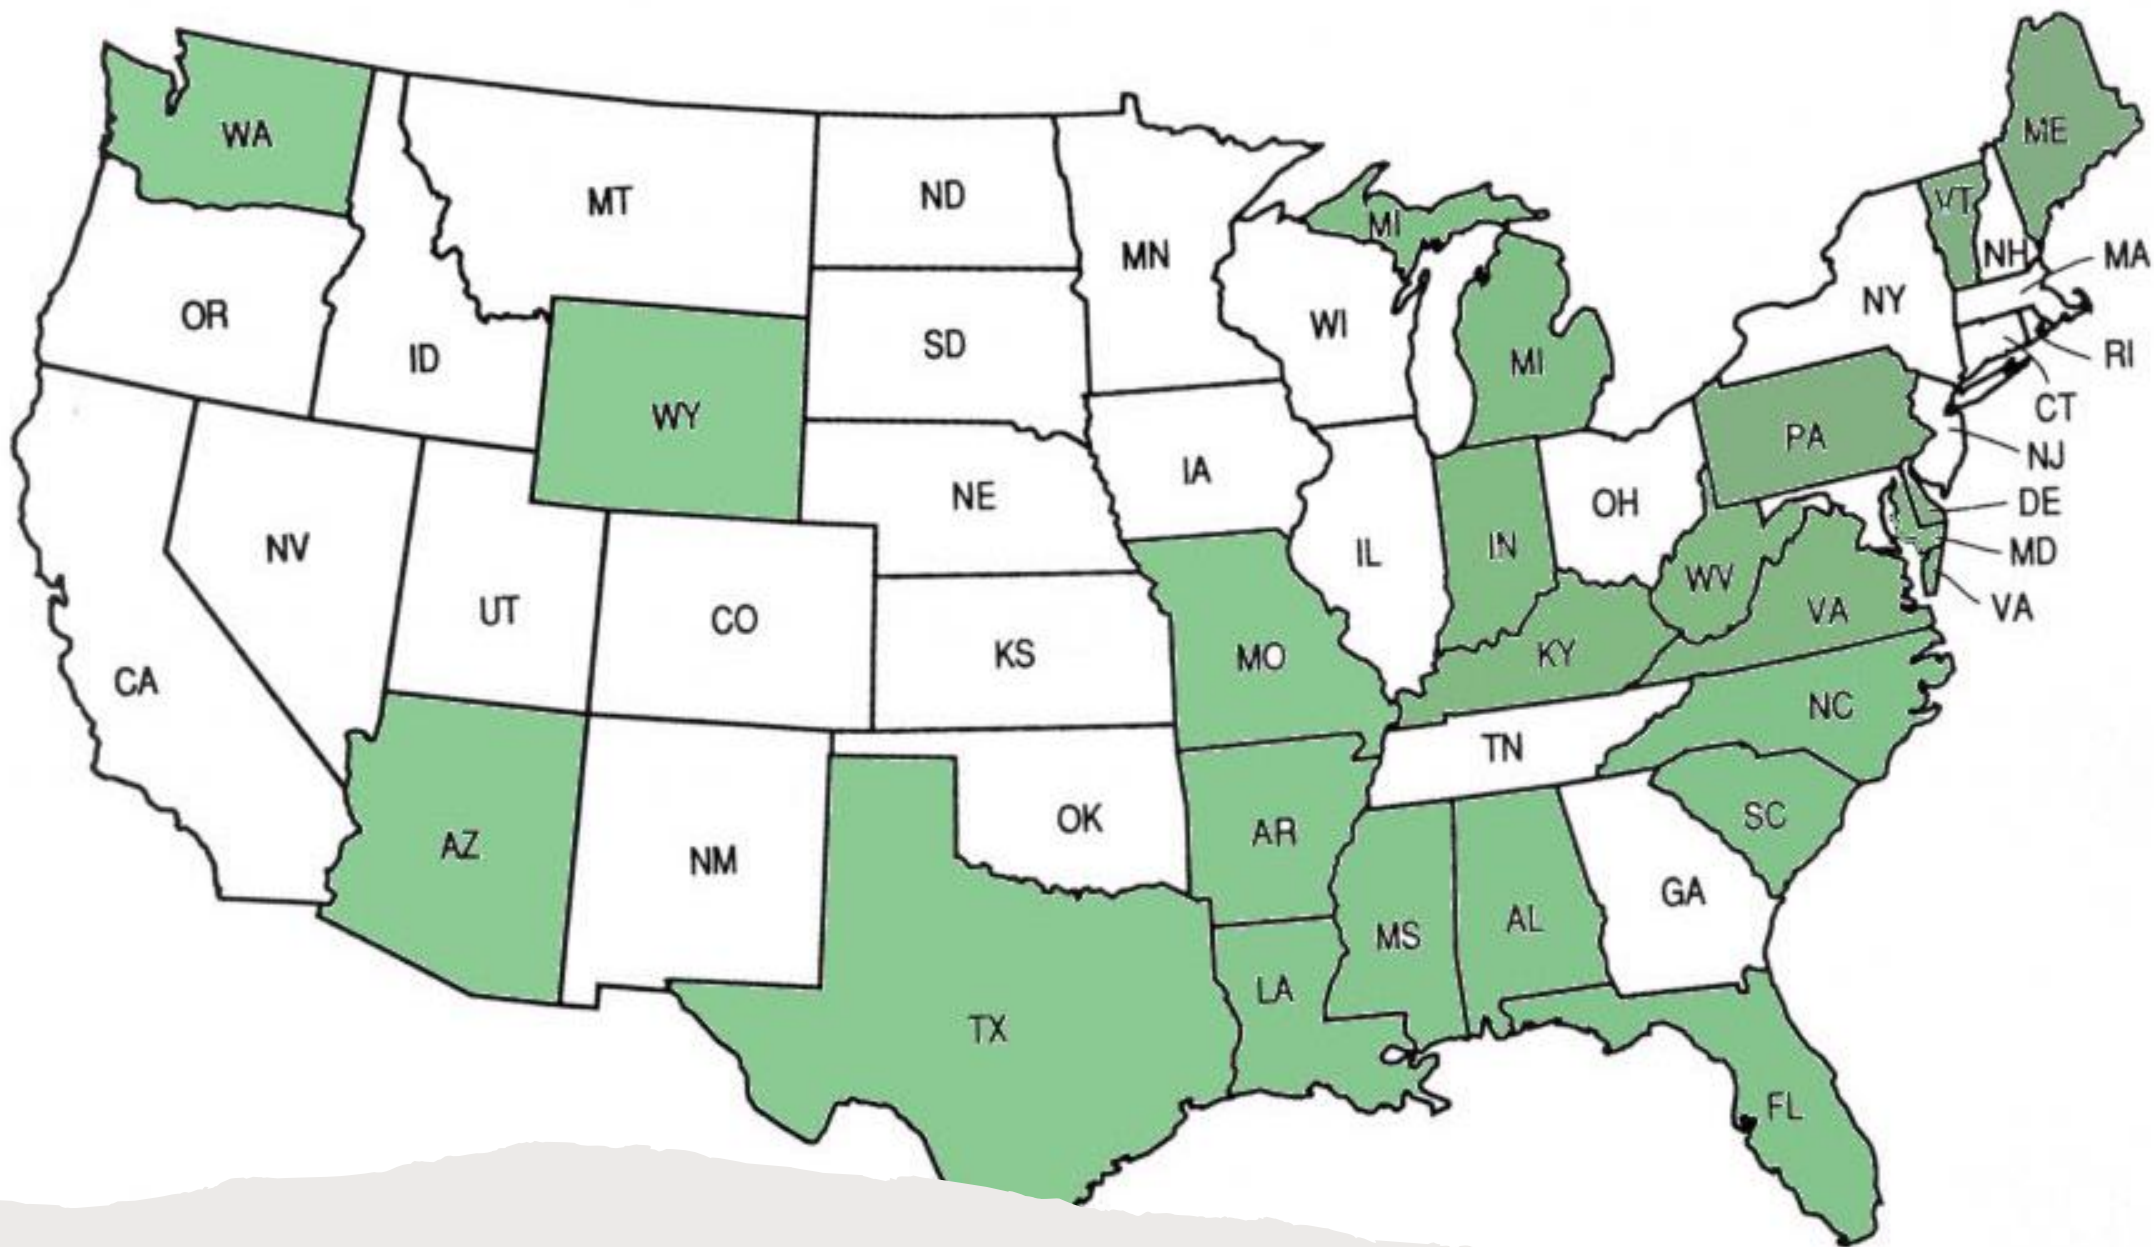 WA
MT
ND
MN
MI
ME
VT
NH
MA
OR
ID
SD
WI
MI
NY
RI
WY
CT
PA
NJ
NE
IA
OH
DE
NV
IL
IN
MD
WV
UT
CO
KS
MO
KY
VA
VA
CA
TN
NC
AZ
NM
OK
AR
SC
MS
AL
GA
LA
TX
FL